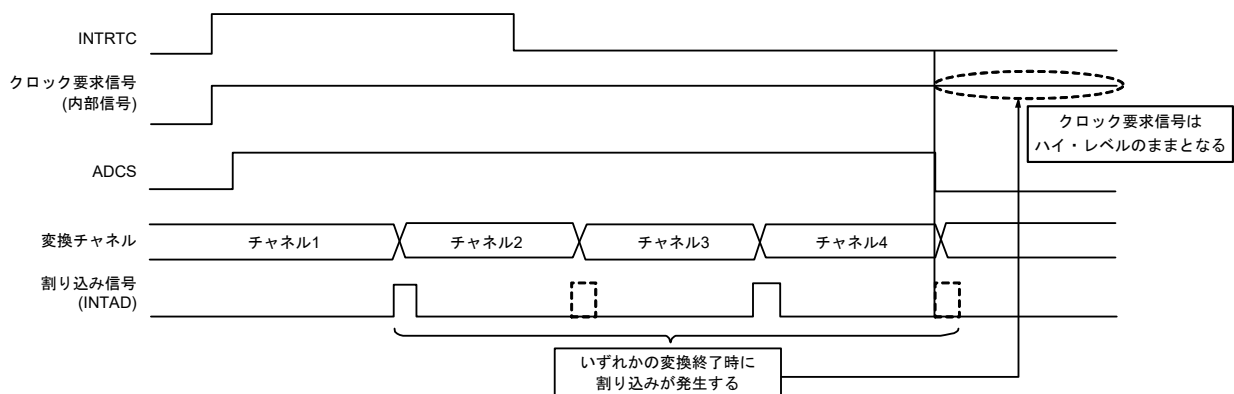 INTRTC
クロック要求信号
(内部信号)
クロック要求信号は
ハイ・レベルのままとなる
ADCS
変換チャネル
チャネル1
チャネル2
チャネル3
チャネル4
割り込み信号
(INTAD)
いずれかの変換終了時に
割り込みが発生する